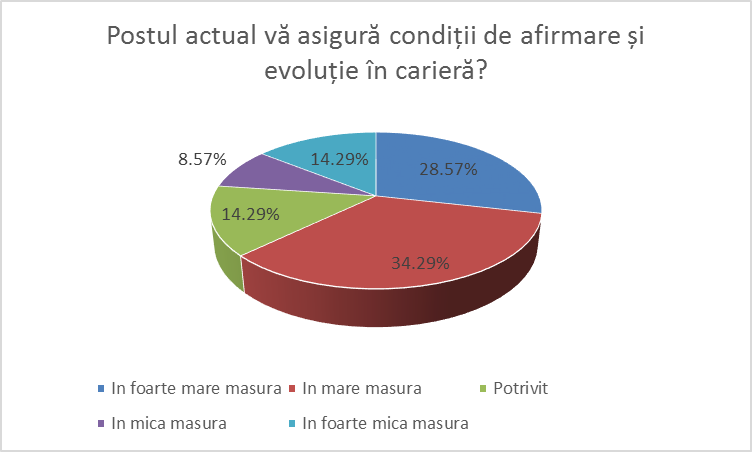 Postul actual vă asigură condiții de afirmare și
evoluție în carieră?
14.29%
28.57%
8.57%
14.29%
34.29%
In foarte mare masura
In mare masura
Potrivit
In mica masura
In foarte mica masura